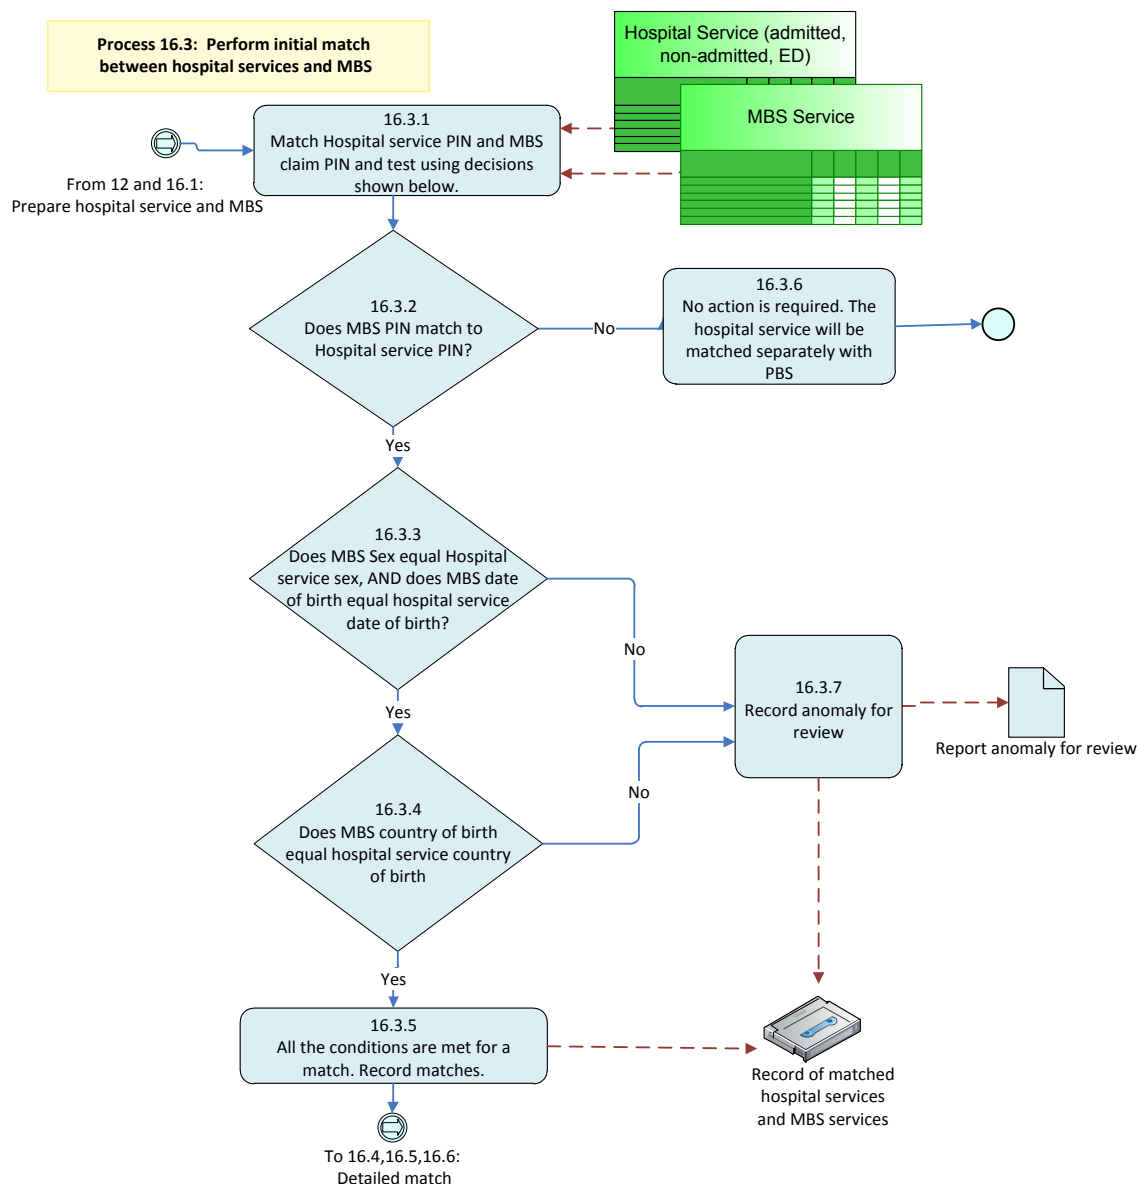 Process 16.3:  Perform initial match
between hospital services and MBS
Hospital Service (admitted,
non-admitted, ED)
MBS Service
16.3.1
Match Hospital service PIN and MBS
claim PIN and test using decisions
shown below.
From 12 and 16.1:
Prepare hospital service and MBS
16.3.2
Does MBS PIN match to
Hospital service PIN?
No
16.3.6
No action is required. The
hospital service will be
matched separately with
PBS
Yes
16.3.3
Does MBS Sex equal Hospital
service sex, AND does MBS date
of birth equal hospital service
date of birth?
No
16.3.7
Record anomaly for
review
Report anomaly for review
Yes
16.3.4
Does MBS country of birth
equal hospital service country
of birth
No
Yes
16.3.5
All the conditions are met for a
match. Record matches.
Record of matched
hospital services
and MBS services
To 16.4,16.5,16.6:
Detailed match